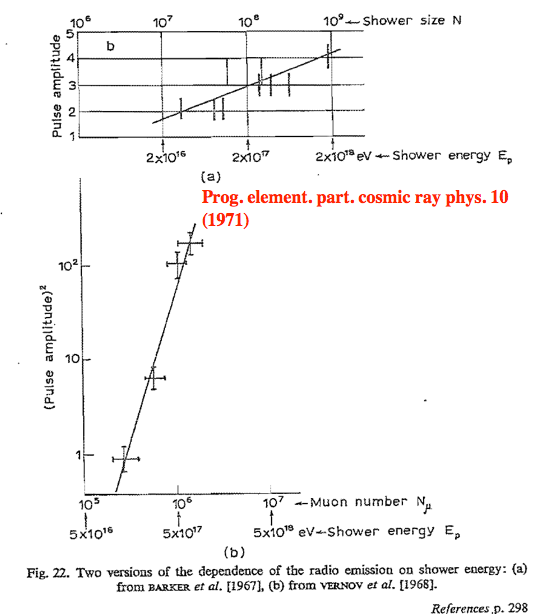 10⁶ 10⁷ 10⁸ 10⁹ ← Shower size N
b
Pulse amplitude
5
4
3
2
1
2x10¹⁶ 2x10¹⁷ 2x10¹⁸ eV ← Shower energy Eₚ
(a)
Prog. element. part. cosmic ray phys. 10
(1971)
(Pulse amplitude)²
10²
10
1
10⁵ 10⁶ 10⁷ ← Muon number Nμ
5x10¹⁶ 5x10¹⁷ 5x10¹⁸ eV ← Shower energy Eₚ
(b)
Fig. 22. Two versions of the dependence of the radio emission on shower energy: (a)
from BARKER et al. [1967], (b) from VERNOV et al. [1968].
References p. 298